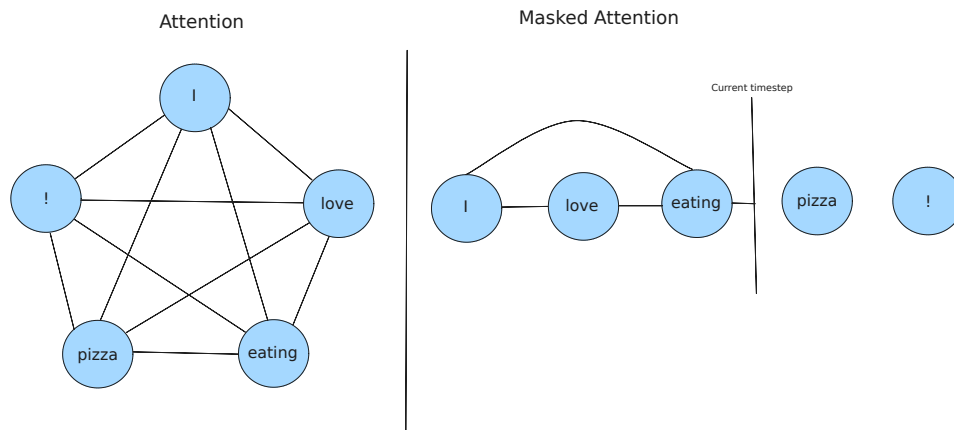 Attention
I
!
love
pizza
eating
Masked Attention
Current timestep
I
love
eating
pizza
!